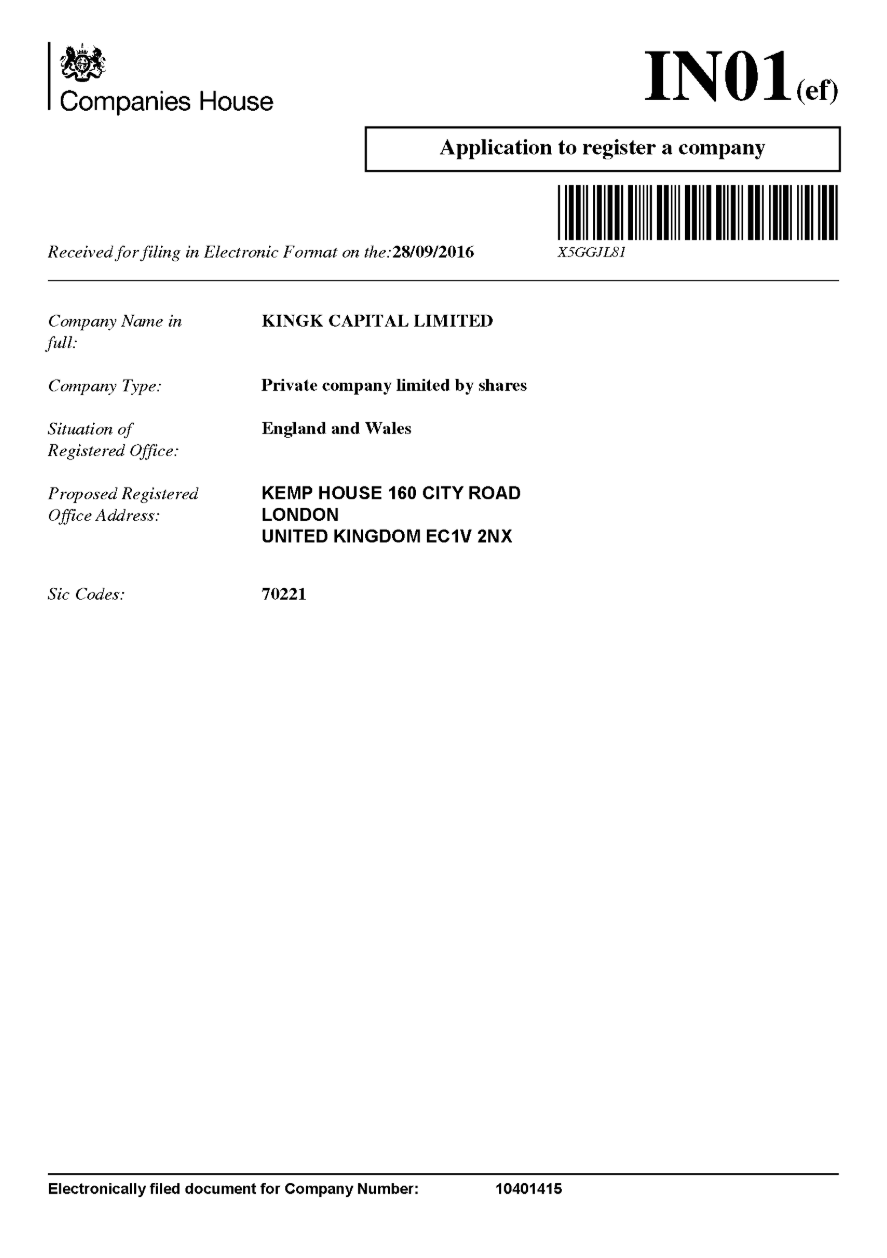 Companies House
IN01(ef)
Application to register a company
Received for filing in Electronic Format on the:28/09/2016
X5GGJL81
Company Name in
full:
KINGK CAPITAL LIMITED
Company Type:
Private company limited by shares
Situation of
Registered Office:
England and Wales
Proposed Registered
Office Address:
KEMP HOUSE 160 CITY ROAD
LONDON
UNITED KINGDOM EC1V 2NX
Sic Codes:
70221
Electronically filed document for Company Number:
10401415